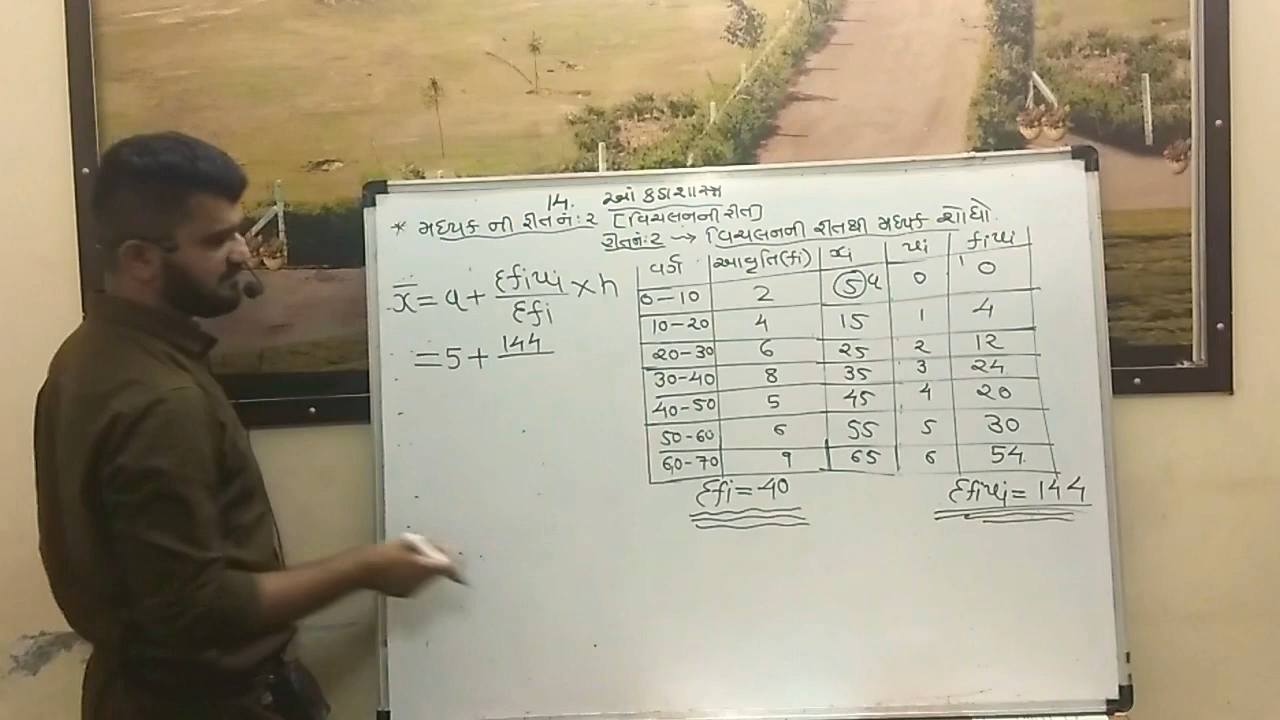 14. આંકડાશાસ્ત્ર
* મધ્યક ની રીત નં:ર [વિચલનની રીત]
રીતનં:ર → વિચલનની રીતથી મધ્યક શોધો.
x̄ = a + Σfiui/Σfi × h
= 5 + 144
વર્ગ આવૃતિ(fi) xi ui fiui
0-10 2 5 a 0 0
10-20 4 15 1 4
20-30 6 25 2 12
30-40 8 35 3 24
40-50 5 45 4 20
50-60 6 55 5 30
60-70 9 65 6 54
Σfi = 40 Σfiui = 144